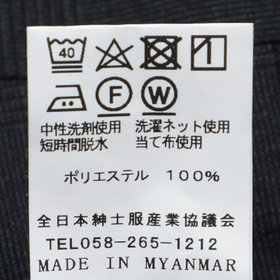 40
F W
中性洗剤使用 洗濯ネット使用
短時間脱水 当て布使用
ポリエステル 100%
全日本紳士服産業協議会
TEL058-265-1212
MADE IN MYANMAR